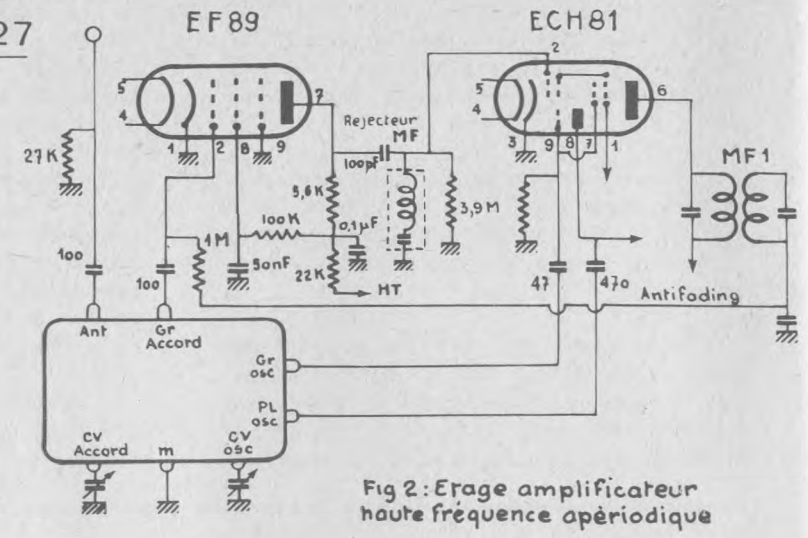 27
EF89
ECH81
5
4
1
2
8
9
7
27K
100
100
1M
50nF
100K
5,6K
0,1µF
22K
HT
Rejecteur
MF
100pF
3,9M
2
5
4
3
9
8
7
1
6
MF1
47
470
Antifading
Ant
Gr
Accord
Gr
osc
PL
osc
CV
Accord
m
CV
osc
Fig 2: Etage amplificateur
haute fréquence apèriodique